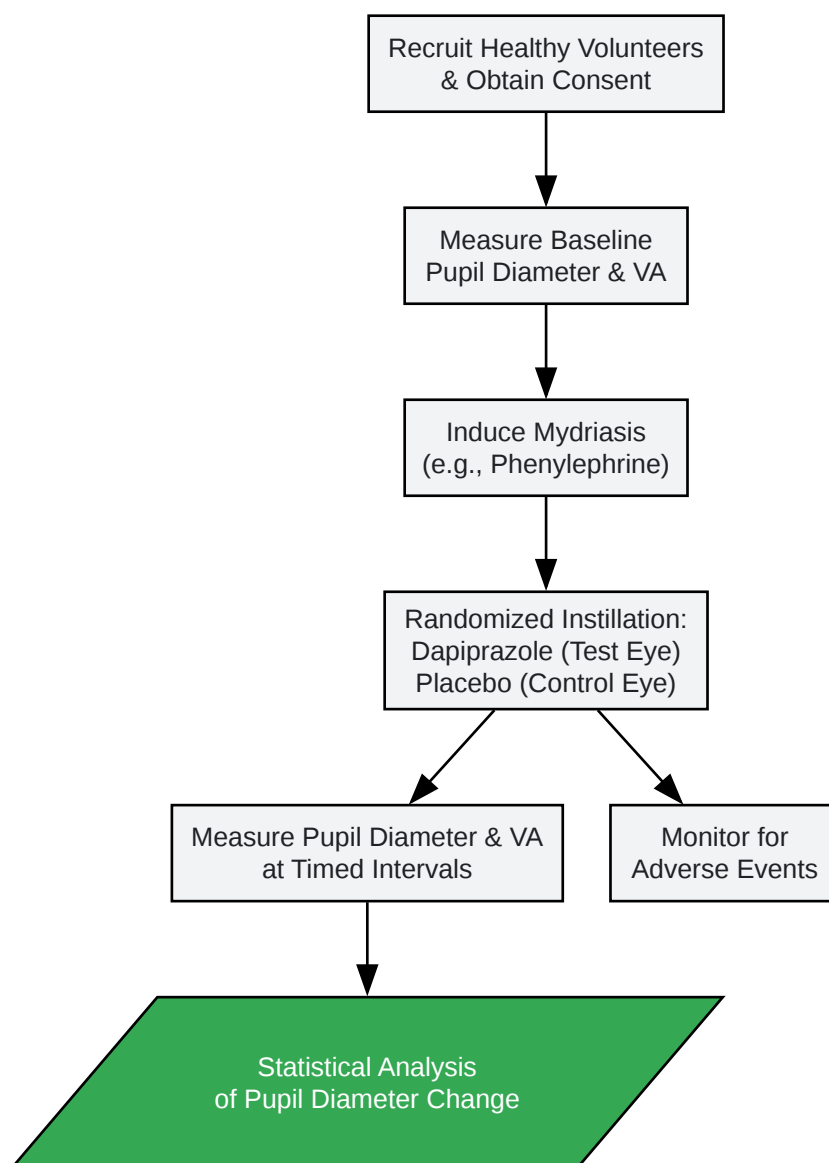 Recruit Healthy Volunteers
& Obtain Consent
Measure Baseline
Pupil Diameter & VA
Induce Mydriasis
(e.g., Phenylephrine)
Randomized Instillation:
Dapiprazole (Test Eye)
Placebo (Control Eye)
Measure Pupil Diameter & VA
at Timed Intervals
Monitor for
Adverse Events
Statistical Analysis
of Pupil Diameter Change